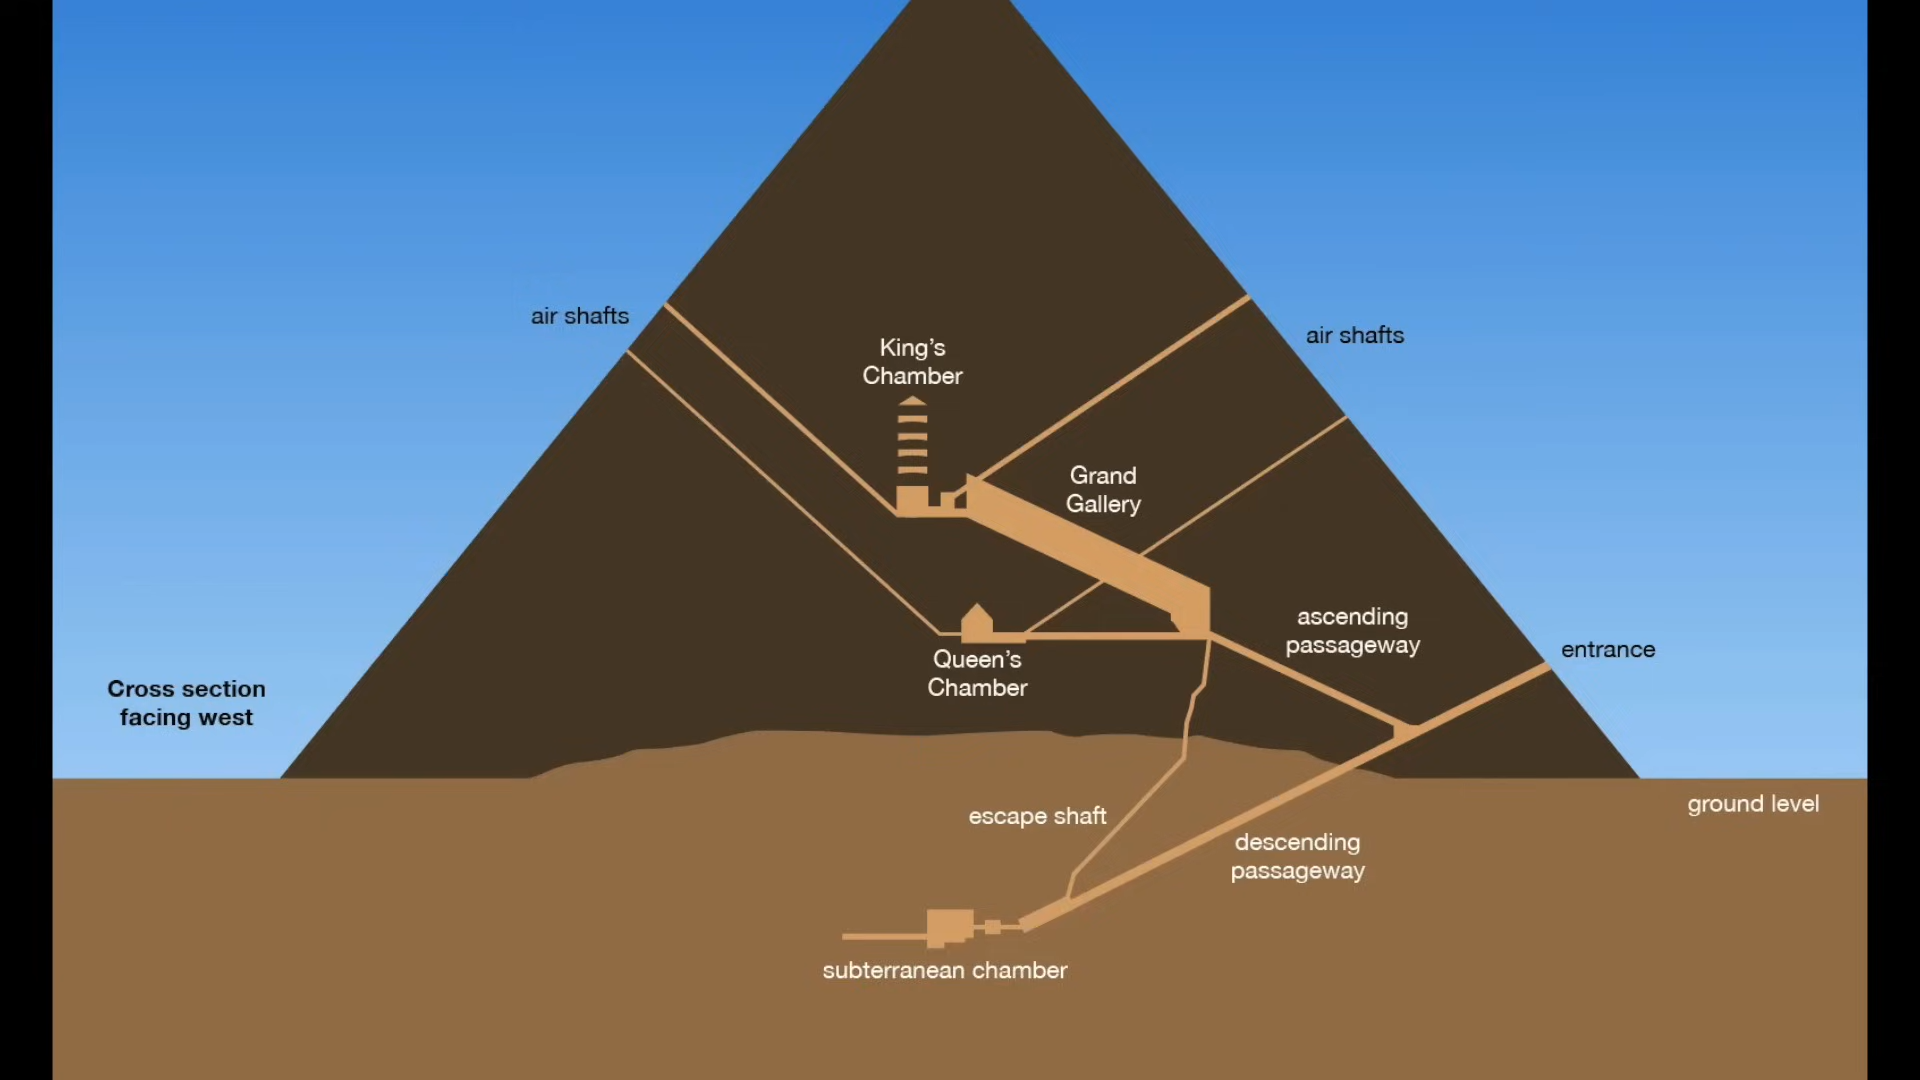 air shafts
air shafts
King’s
Chamber
Grand
Gallery
ascending
passageway
entrance
Queen’s
Chamber
Cross section
facing west
ground level
escape shaft
descending
passageway
subterranean chamber